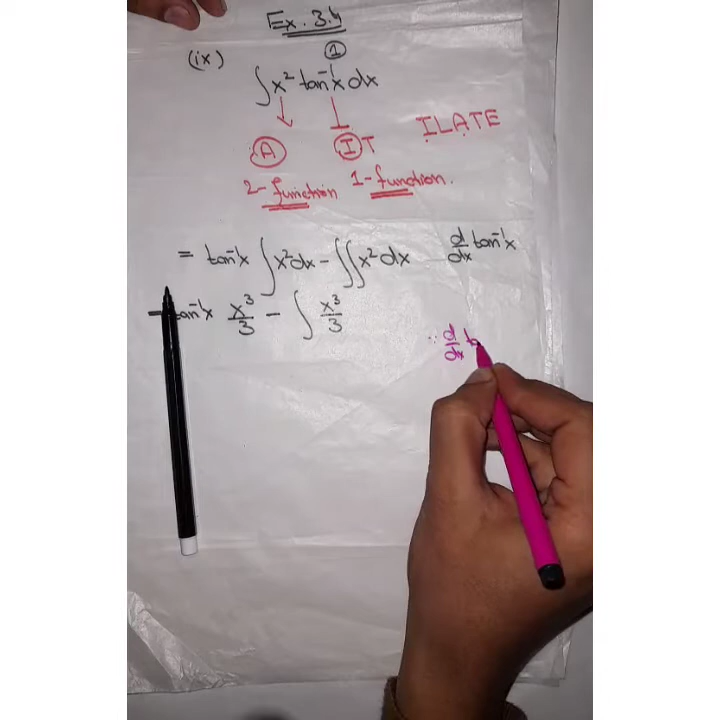 Ex. 3.4
(ix) ∫ x² tan⁻¹x dx ①
Ⓐ Ⓘ T ILATE
2-function 1-function.
= tan⁻¹x ∫ x²dx - ∫∫ x²dx d/dx tan⁻¹x
tan⁻¹x x³/3 - ∫ x³/3
∵ d/dx